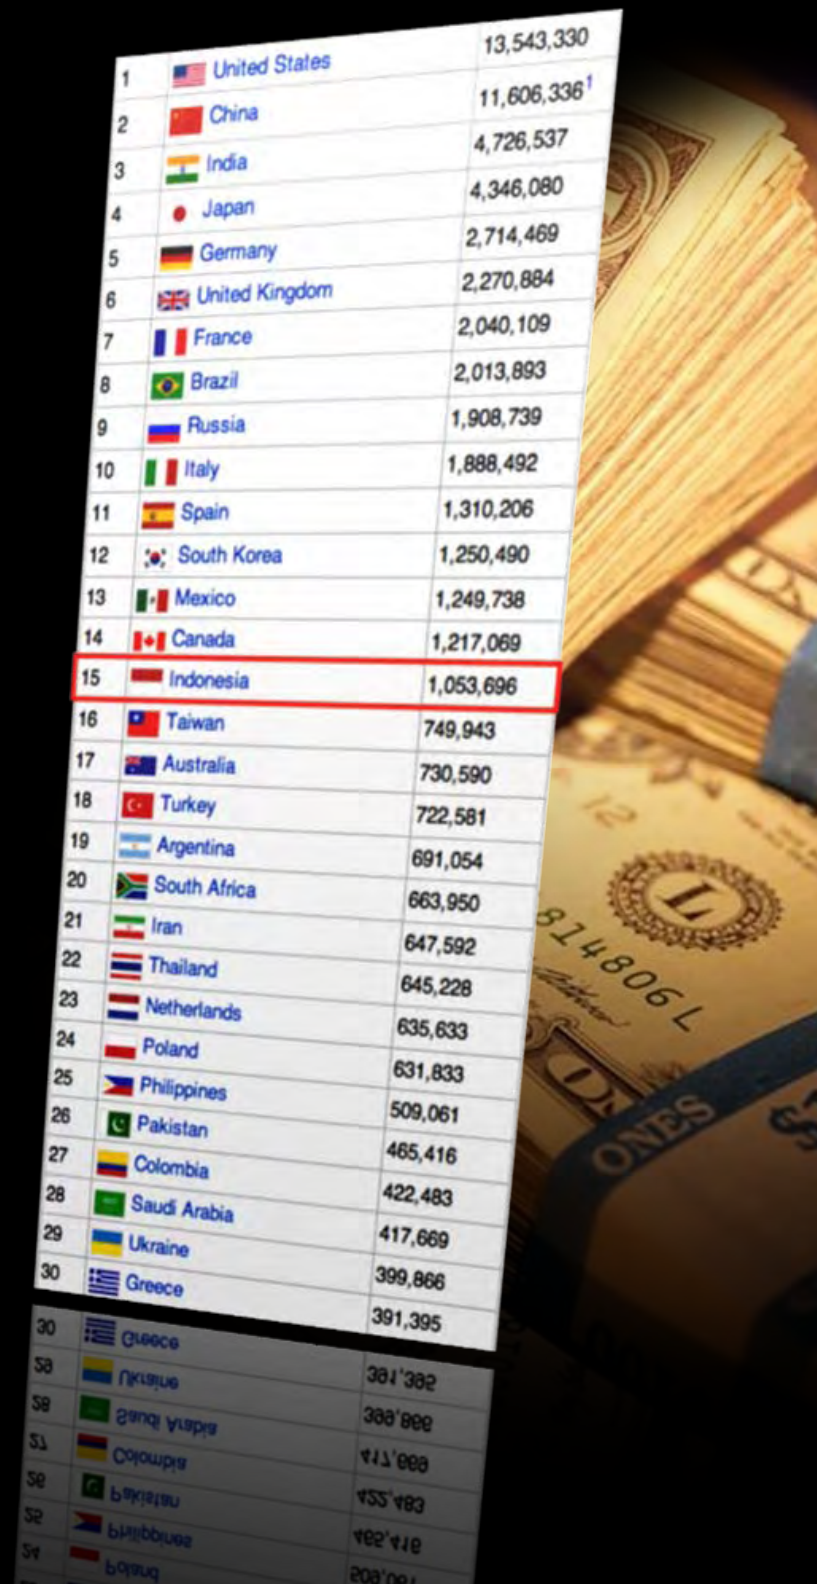 1 United States 13,543,330
2 China 11,606,336¹
3 India 4,726,537
4 Japan 4,346,080
5 Germany 2,714,469
6 United Kingdom 2,270,884
7 France 2,040,109
8 Brazil 2,013,893
9 Russia 1,908,739
10 Italy 1,888,492
11 Spain 1,310,206
12 South Korea 1,250,490
13 Mexico 1,249,738
14 Canada 1,217,069
15 Indonesia 1,053,696
16 Taiwan 749,943
17 Australia 730,590
18 Turkey 722,581
19 Argentina 691,054
20 South Africa 663,950
21 Iran 647,592
22 Thailand 645,228
23 Netherlands 635,633
24 Poland 631,833
25 Philippines 509,061
26 Pakistan 465,416
27 Colombia 422,483
28 Saudi Arabia 417,669
29 Ukraine 399,866
30 Greece 391,395
12
L
814806 L
ONES